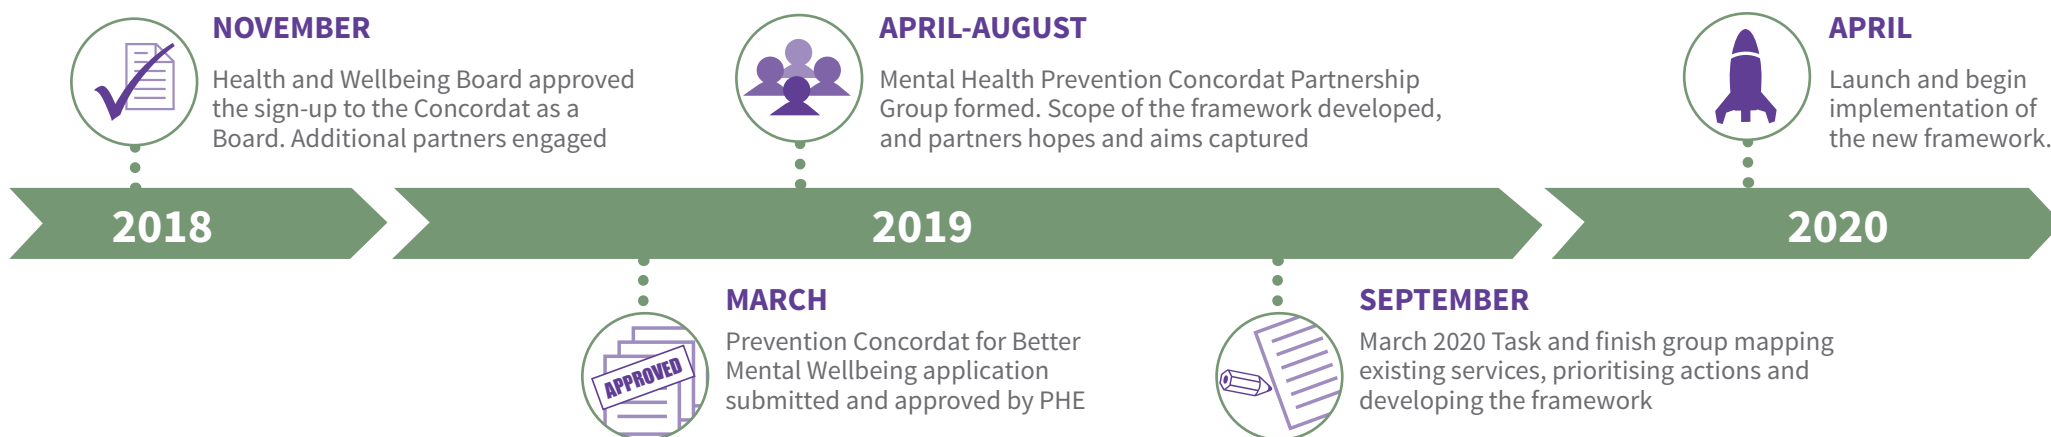 NOVEMBER
Health and Wellbeing Board approved
the sign-up to the Concordat as a
Board. Additional partners engaged
APRIL-AUGUST
Mental Health Prevention Concordat Partnership
Group formed. Scope of the framework developed,
and partners hopes and aims captured
APRIL
Launch and begin
implementation of
the new framework.
2018
2019
2020
MARCH
Prevention Concordat for Better
Mental Wellbeing application
submitted and approved by PHE
APPROVED
SEPTEMBER
March 2020 Task and finish group mapping
existing services, prioritising actions and
developing the framework